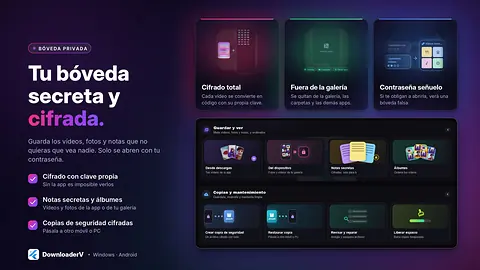 BÓVEDA PRIVADA
Tu bóveda
secreta y
cifrada.
Guarda los vídeos, fotos y notas que no
quieras que vea nadie. Solo se abren con tu
contraseña.
Cifrado con clave propia
Sin la app es imposible verlos
Notas secretas y álbumes
Vídeos y fotos de la app o de tu galería
Copias de seguridad cifradas
Pásala a otro móvil o PC
DownloaderV • Windows · Android
Cifrado total
Cada vídeo se convierte en
código con su propia clave.
Fuera de la galería
Se quitan de la galería, las
carpetas y las demás apps.
Contraseña señuelo
Si te obligan a abrirla, verá una
bóveda falsa
Guardar y ver
Desde descargas
Del dispositivo
Notas secretas
Álbumes
Copias y mantenimiento
Crear copia de seguridad
Restaurar copia
Revisar y reparar
Liberar espacio